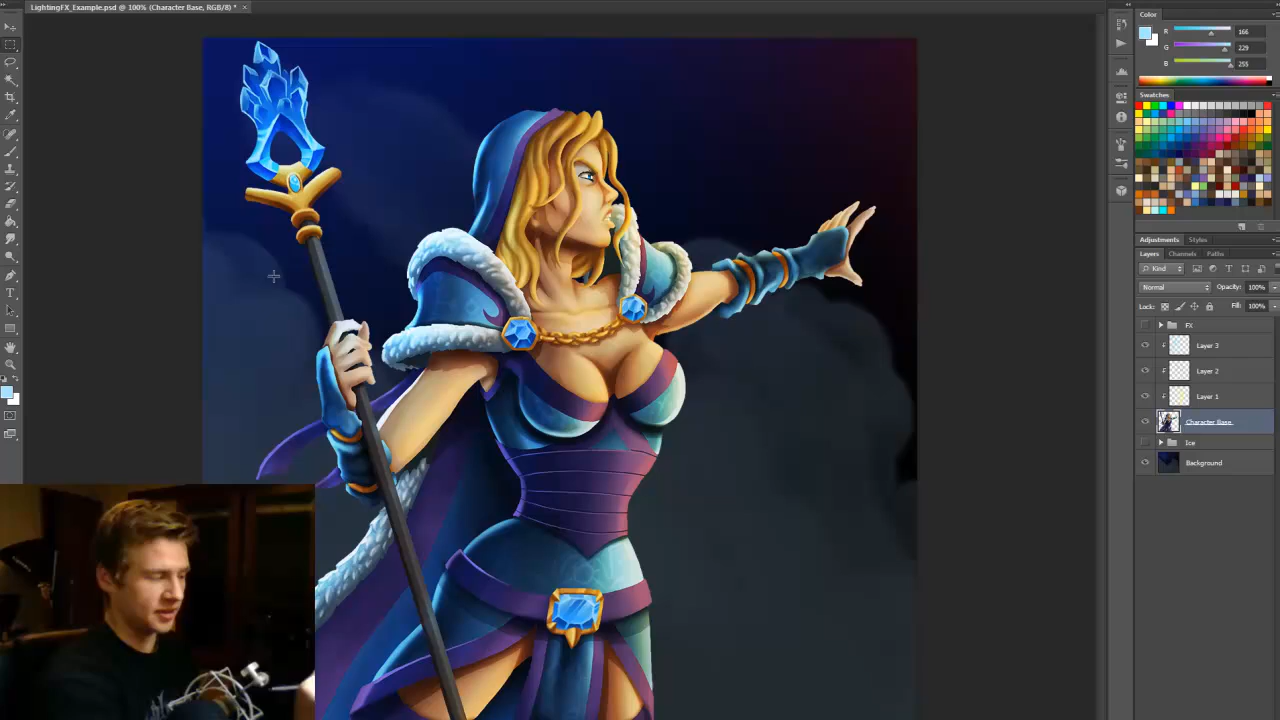 LightingFX_Example.psd @ 100% (Character Base, RGB/8) *
Color
R 166
G 229
B 255
Swatches
Adjustments Styles
Layers Channels Paths
Kind
Normal Opacity: 100%
Lock: Fill: 100%
FX
Layer 3
Layer 2
Layer 1
Character Base
Ice
Background